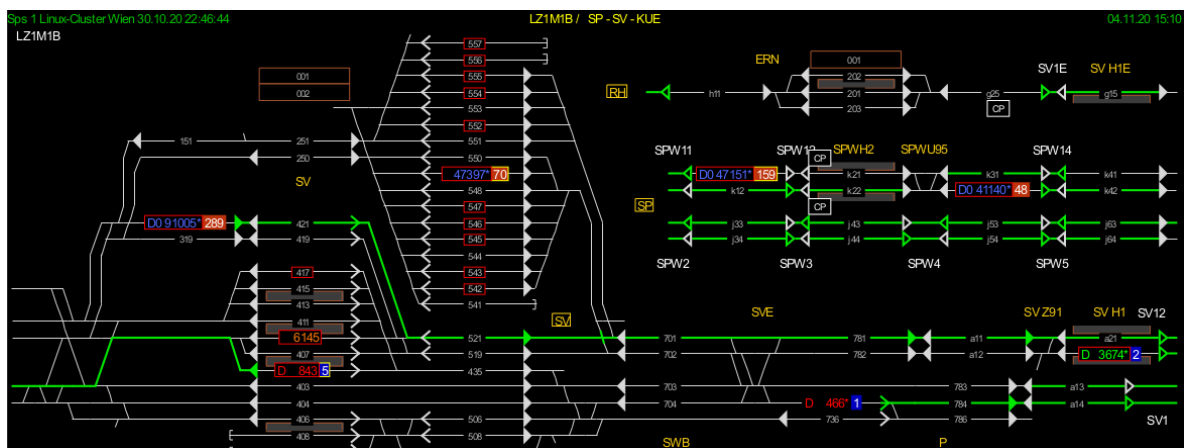 Sps 1 Linux-Cluster Wien 30.10.20 22:46:44 LZ1M1B / SP - SV - KUE 04.11.20 15:10
LZ1M1B
557
556
ERN 001
001 555 202 SV1E SV H1E
002 554 RH h11 201 g25 g15
553 203 CP
552
151 251 551
250 550 SPW11 SPW12 CP SPWH2 SPWU95 SPW14
SV 47397* 70 D0 47151* 159 k21 k31 k41
548 k12 k22 D0 41140* 48 k42
547 SP CP
D0 91005* 289 421 546 j33 j43 j53 j63
319 419 545 j34 j44 j54 j64
544 SPW2 SPW3 SPW4 SPW5
417 543
415 542
413 541
411 SV SVE SV Z91 SV H1 SV12
6145 521 701 781 a11 a21
407 519 702 782 a12 D 3674* 2
D 843 5 435
403 703 783 a13
404 704 D 466* 1 784 a14
406 506 736 786 SV1
408 508 SWB P